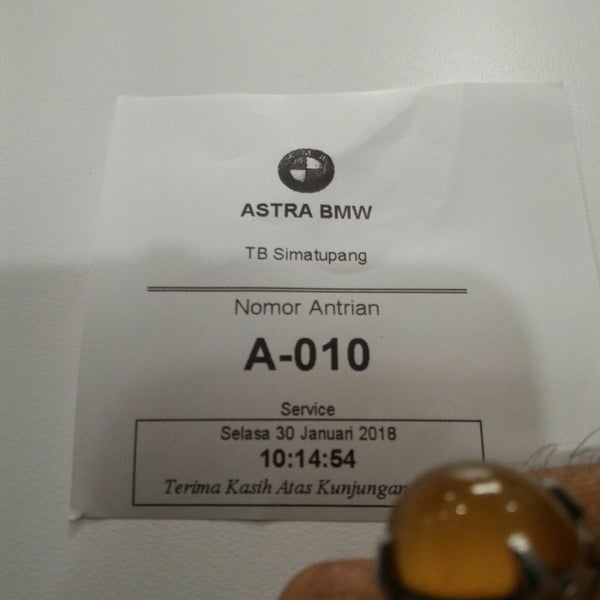 ASTRA BMW
TB Simatupang
Nomor Antrian
A-010
Service
Selasa 30 Januari 2018
10:14:54
Terima Kasih Atas Kunjungan